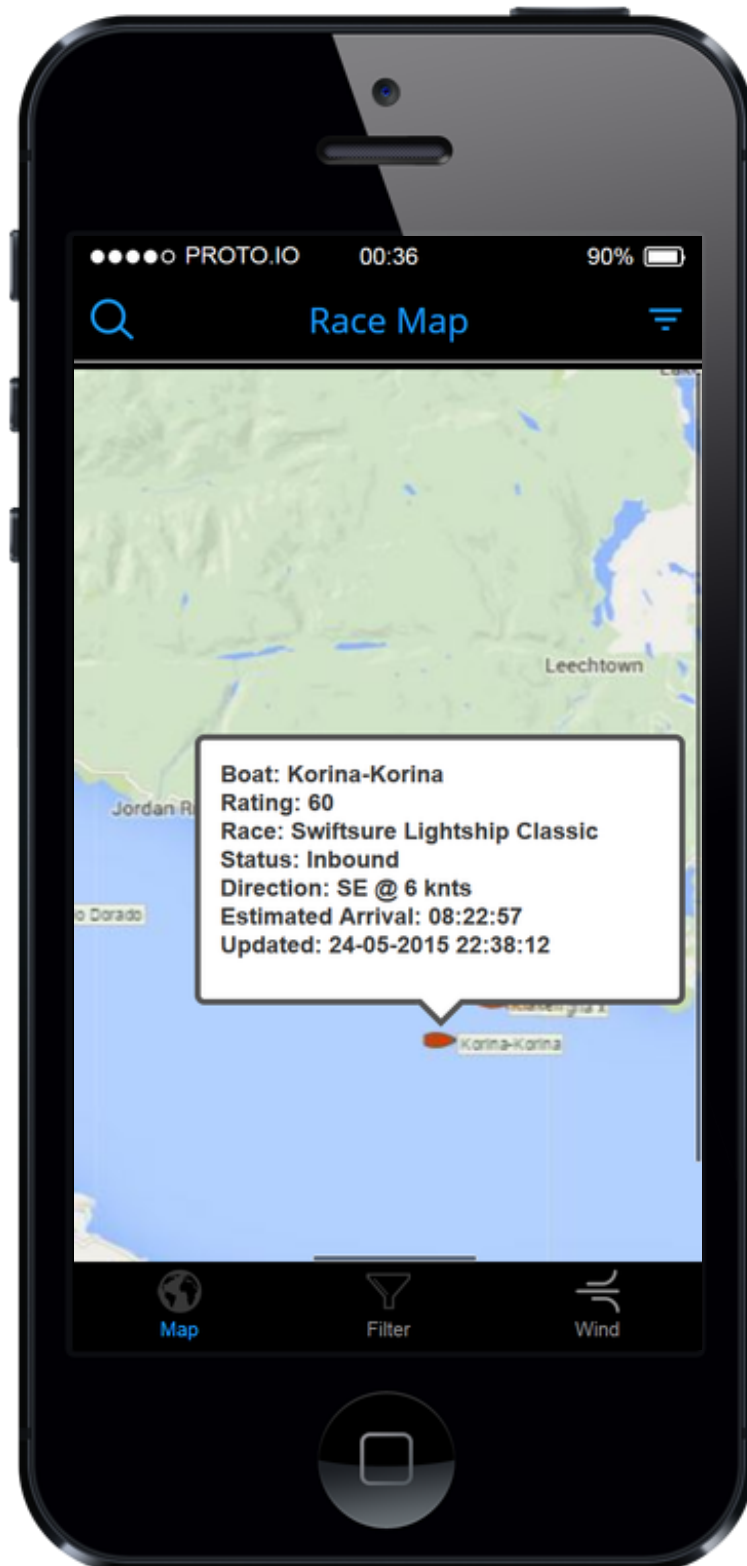 PROTO.IO 00:36 90%
Race Map
Leechtown
Jordan
Boat: Korina-Korina
Rating: 60
Race: Swiftsure Lightship Classic
Status: Inbound
Direction: SE @ 6 knts
Estimated Arrival: 08:22:57
Updated: 24-05-2015 22:38:12
Dorado
Korina-Korina
Map Filter Wind